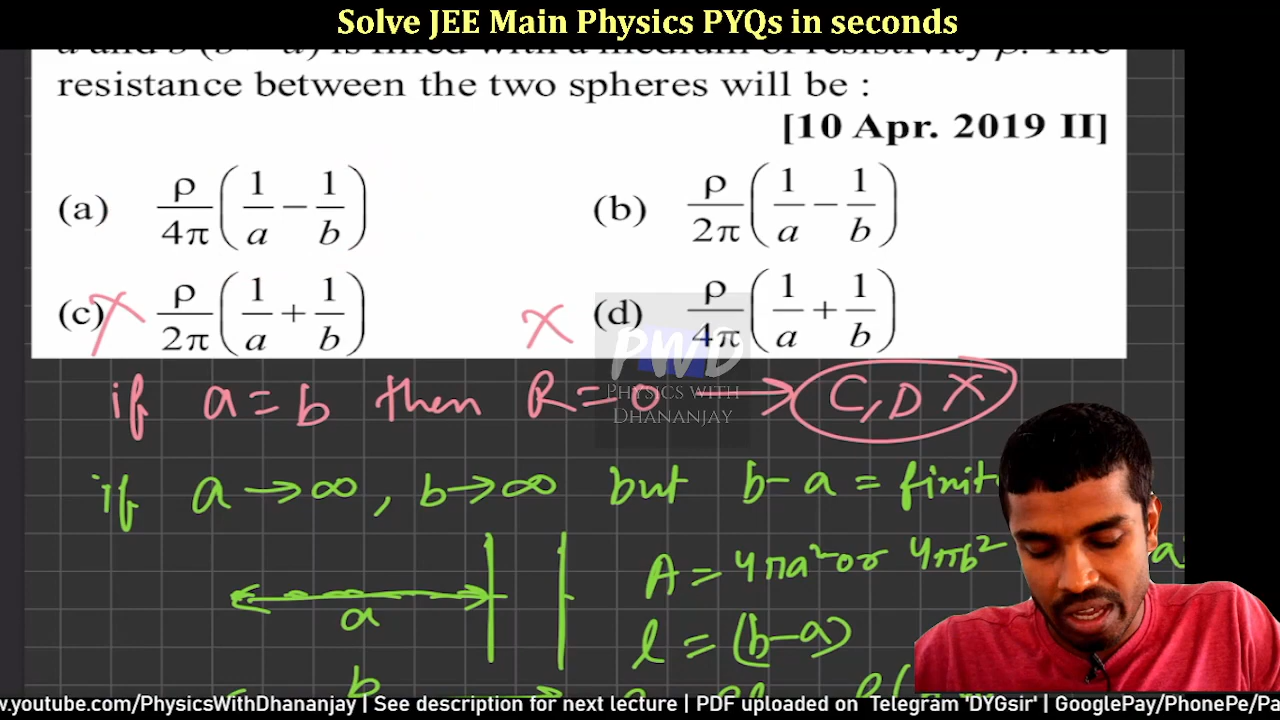 Solve JEE Main Physics PYQs in seconds
resistance between the two spheres will be :
[10 Apr. 2019 II]
(a) ρ/4π (1/a − 1/b)
(b) ρ/2π (1/a − 1/b)
(c) ρ/2π (1/a + 1/b)
(d) ρ/4π (1/a + 1/b)
PWD
PHYSICS WITH
DHANANJAY
if a = b then R = 0 → C, D X
if a → ∞, b → ∞ but b - a = finite
A = 4πa² or 4πb²
a
l = (b-a)
b
w.youtube.com/PhysicsWithDhananjay | See description for next lecture | PDF uploaded on Telegram 'DYGsir' | GooglePay/PhonePe/Pa